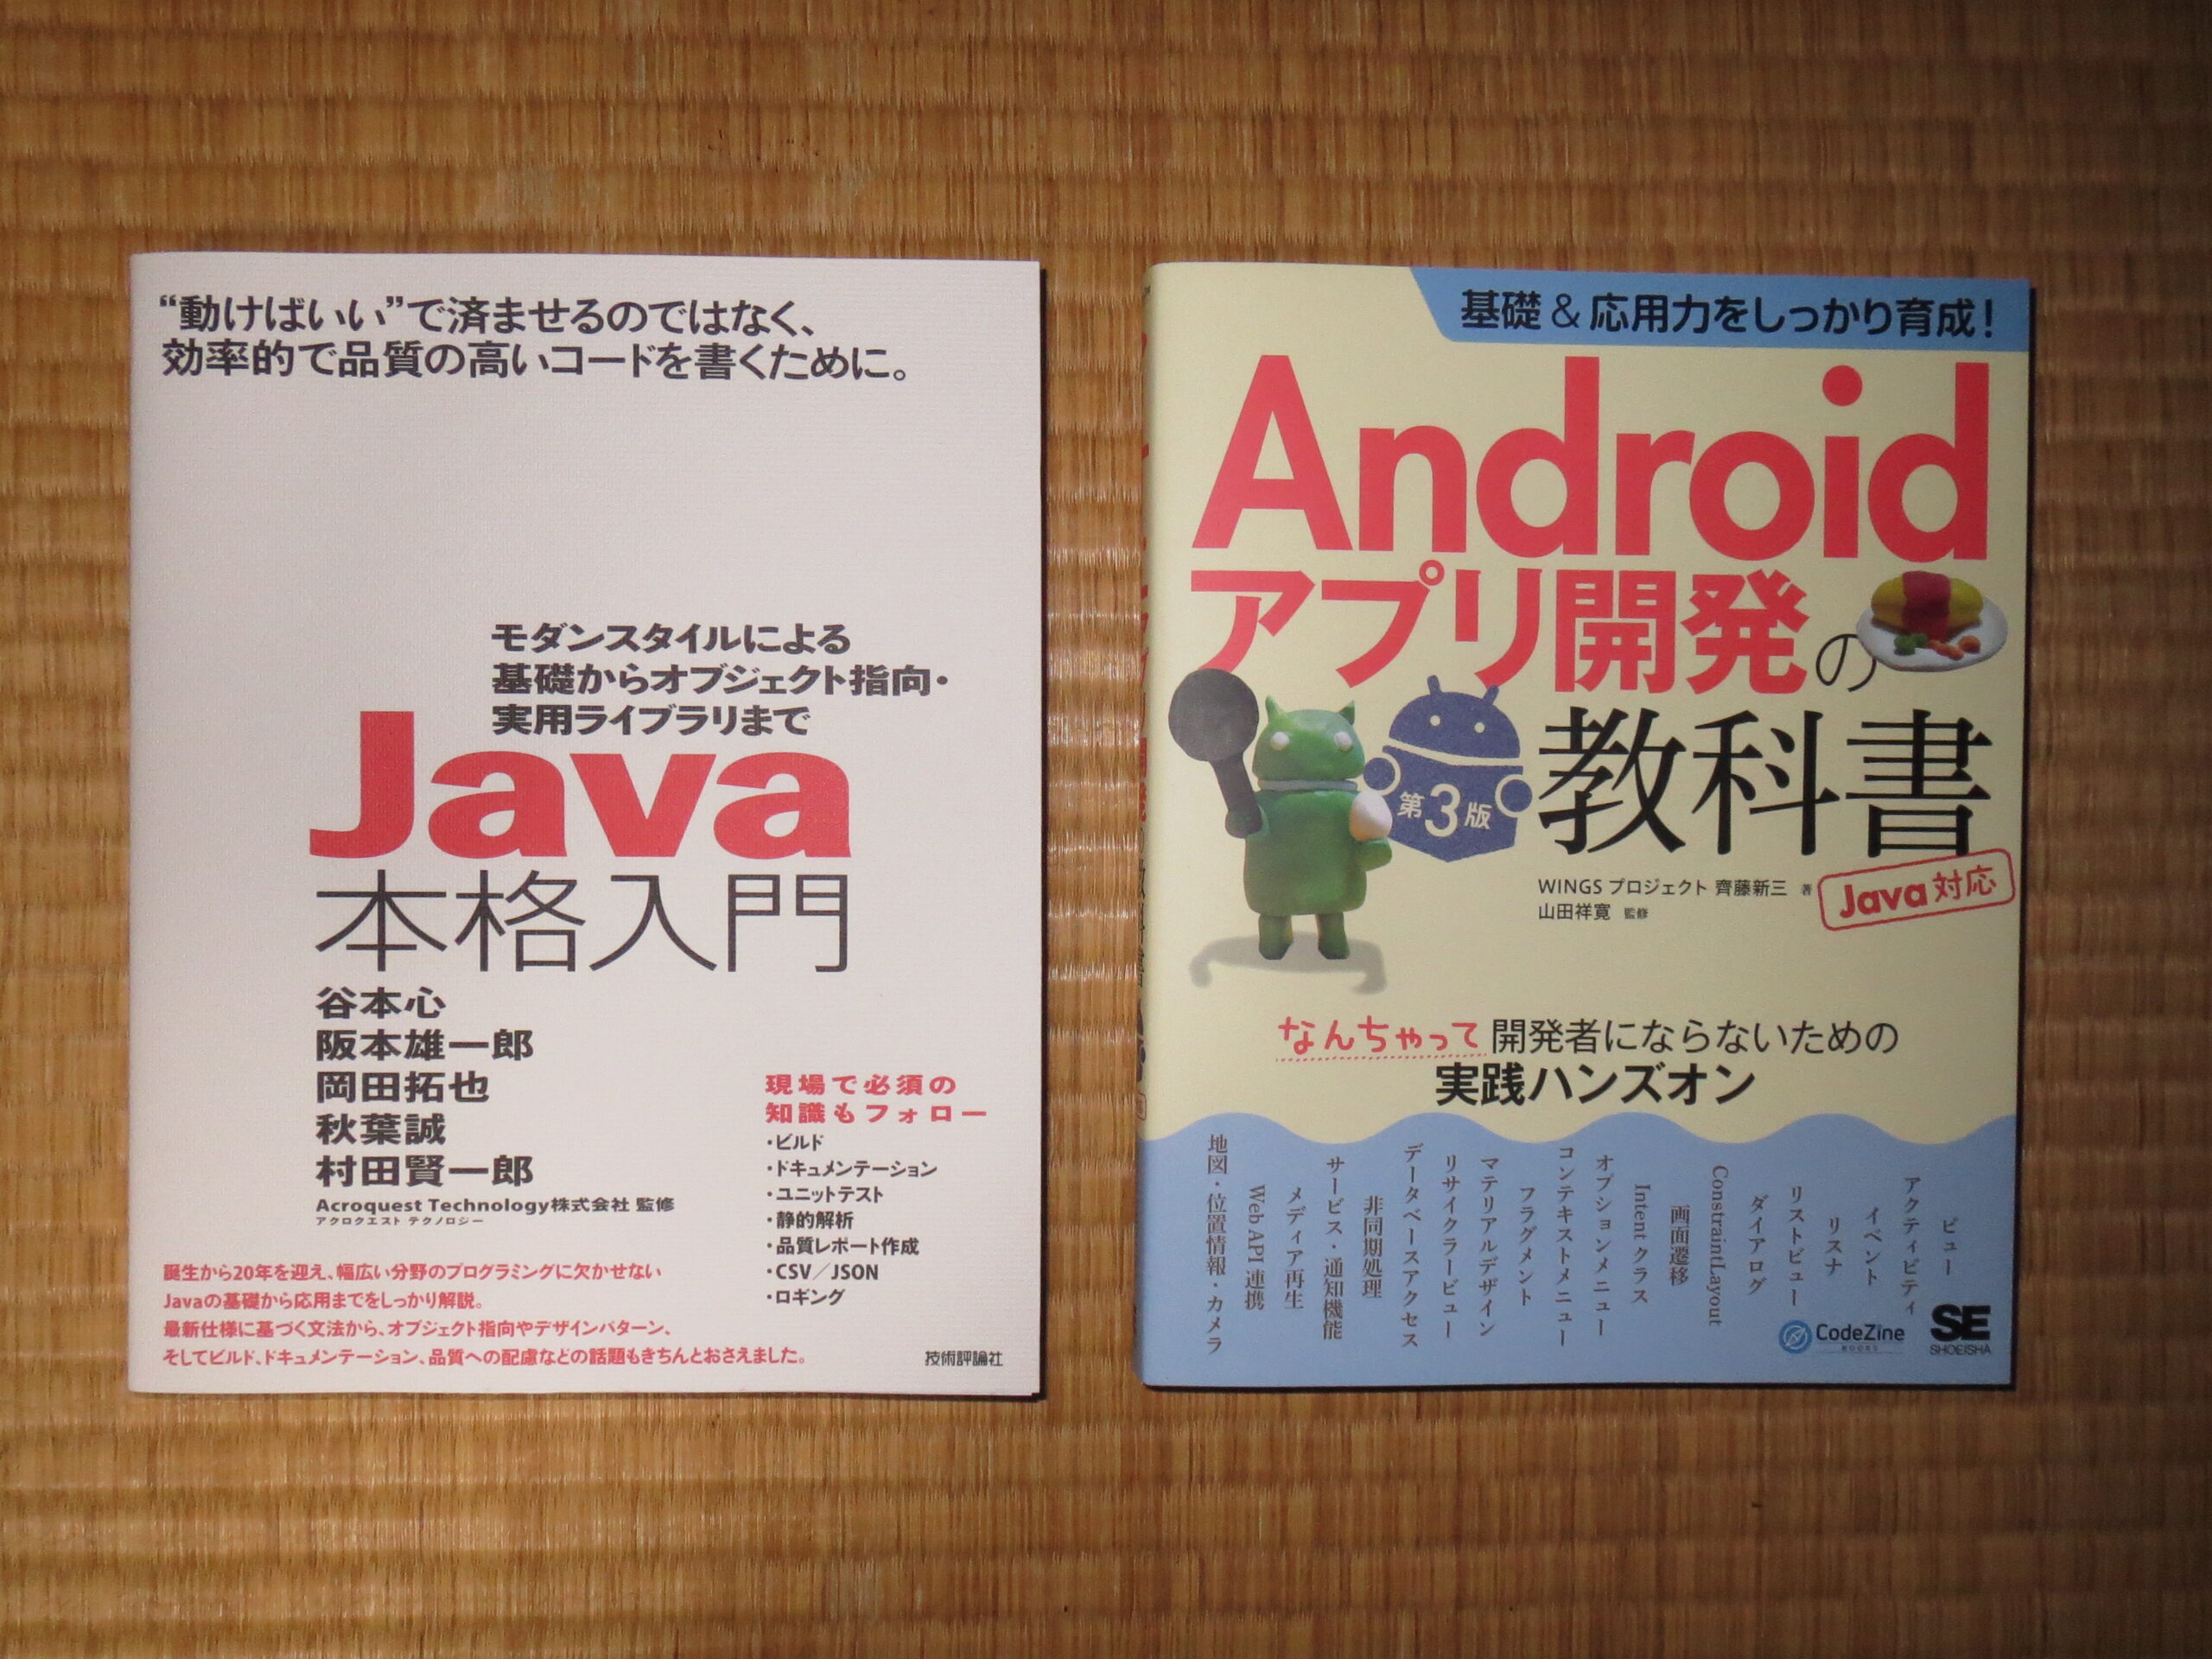 “動けばいい”で済ませるのではなく、
効率的で品質の高いコードを書くために。
モダンスタイルによる
基礎からオブジェクト指向・
実用ライブラリまで
Java
本格入門
谷本心
阪本雄一郎
岡田拓也
秋葉誠
村田賢一郎
Acroquest Technology株式会社 監修
アクロクエスト テクノロジー
現場で必須の
知識もフォロー
・ビルド
・ドキュメンテーション
・ユニットテスト
・静的解析
・品質レポート作成
・CSV／JSON
・ロギング
誕生から20年を迎え、幅広い分野のプログラミングに欠かせない
Javaの基礎から応用までをしっかり解説。
最新仕様に基づく文法から、オブジェクト指向やデザインパターン、
そしてビルド、ドキュメンテーション、品質への配慮などの話題もきちんとおさえました。
技術評論社
基礎＆応用力をしっかり育成！
Android
アプリ開発の
教科書
第3版
WINGS プロジェクト 齊藤新三 著
山田祥寛 監修
Java対応
なんちゃって開発者にならないための
実践ハンズオン
ビュー
アクティビティ
イベント
リスナ
リストビュー
ダイアログ
ConstraintLayout
画面遷移
Intent クラス
オプションメニュー
コンテキストメニュー
フラグメント
マテリアルデザイン
リサイクラービュー
データベースアクセス
非同期処理
サービス・通知機能
メディア再生
Web API 連携
地図・位置情報・カメラ
CodeZine
BOOKS
SE
SHOEISHA